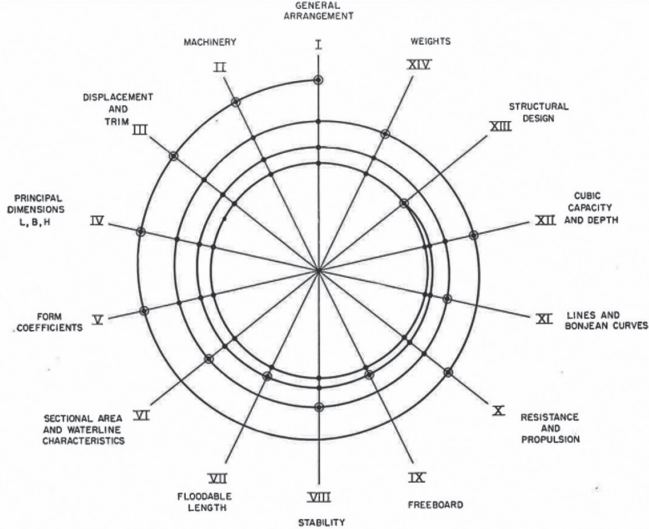 GENERAL
ARRANGEMENT
I
MACHINERY
II
DISPLACEMENT
AND
TRIM
III
PRINCIPAL
DIMENSIONS
L, B, H
IV
FORM
COEFFICIENTS
V
SECTIONAL AREA
AND WATERLINE
CHARACTERISTICS
VI
VII
FLOODABLE
LENGTH
VIII
STABILITY
IX
FREEBOARD
X
RESISTANCE
AND
PROPULSION
XI
LINES AND
BONJEAN CURVES
XII
CUBIC
CAPACITY
AND DEPTH
STRUCTURAL
DESIGN
XIII
WEIGHTS
XIV